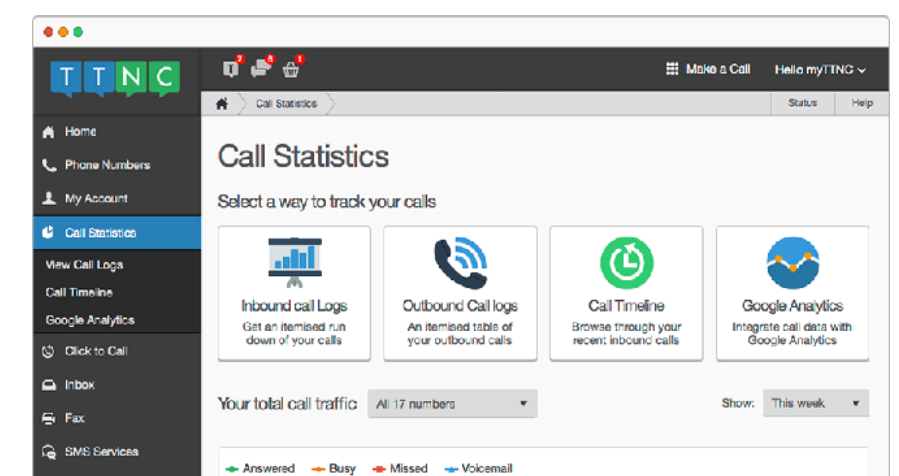 TTNC
7 6 1
Make a Call
Hello myTTNC
Call Statistics
Status
Help
Home
Phone Numbers
My Account
Call Statistics
View Call Logs
Call Timeline
Google Analytics
Click to Call
Inbox
Fax
SMS Services
Call Statistics
Select a way to track your calls
Inbound call Logs
Get an itemised run
down of your calls
Outbound Call logs
An itemised table of
your outbound calls
Call Timeline
Browse through your
recent inbound calls
Google Analytics
Integrate call data with
Google Analytics
Your total call traffic
All 17 numbers
Show:
This week
Answered Busy Missed Voicemail